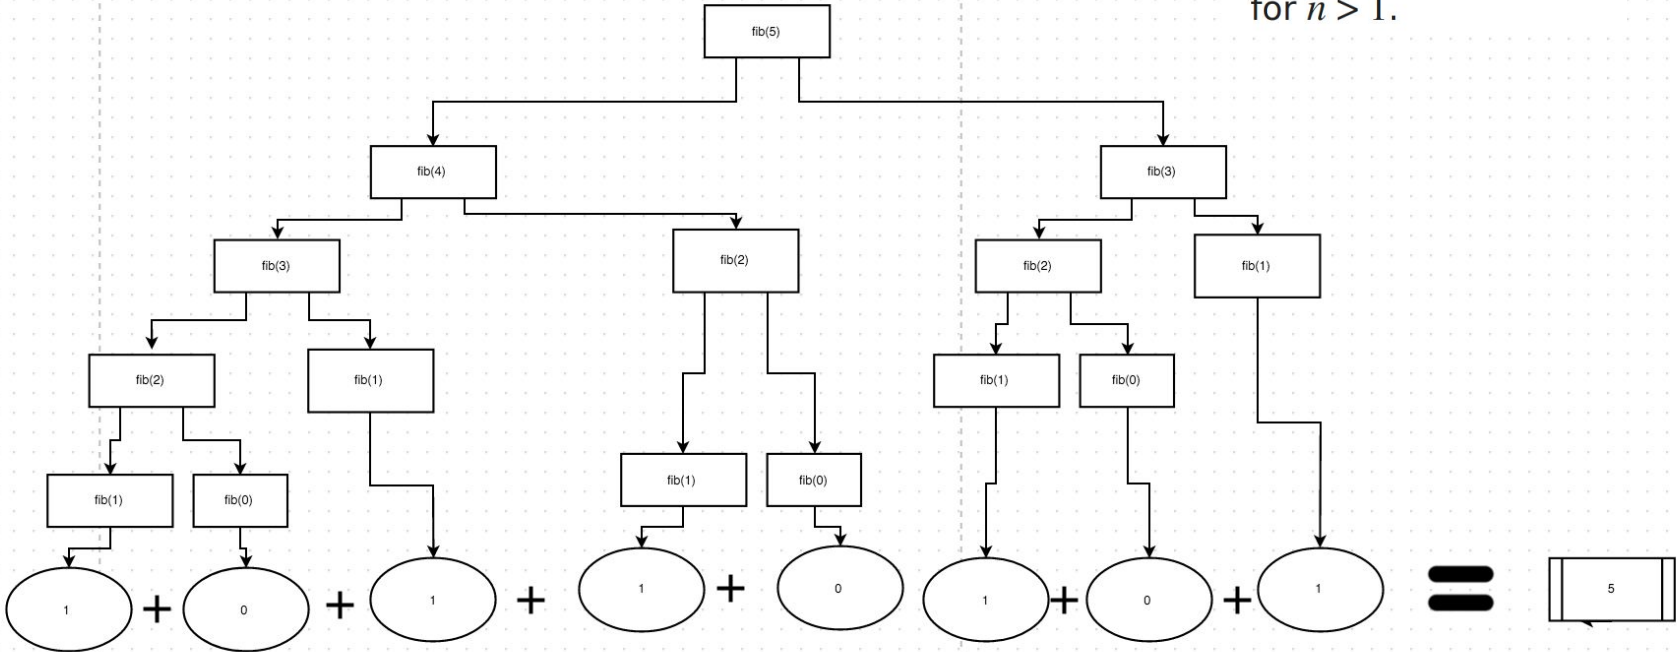 for n > 1.
fib(5)
fib(4)
fib(3)
fib(3)
fib(2)
fib(2)
fib(1)
fib(2)
fib(1)
fib(1)
fib(0)
fib(1)
fib(0)
fib(1)
fib(0)
1 + 0 + 1 + 1 + 0 1 + 0 + 1 = 5